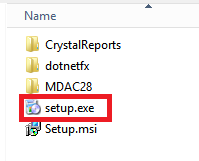 Name
CrystalReports
dotnetfx
MDAC28
setup.exe
Setup.msi